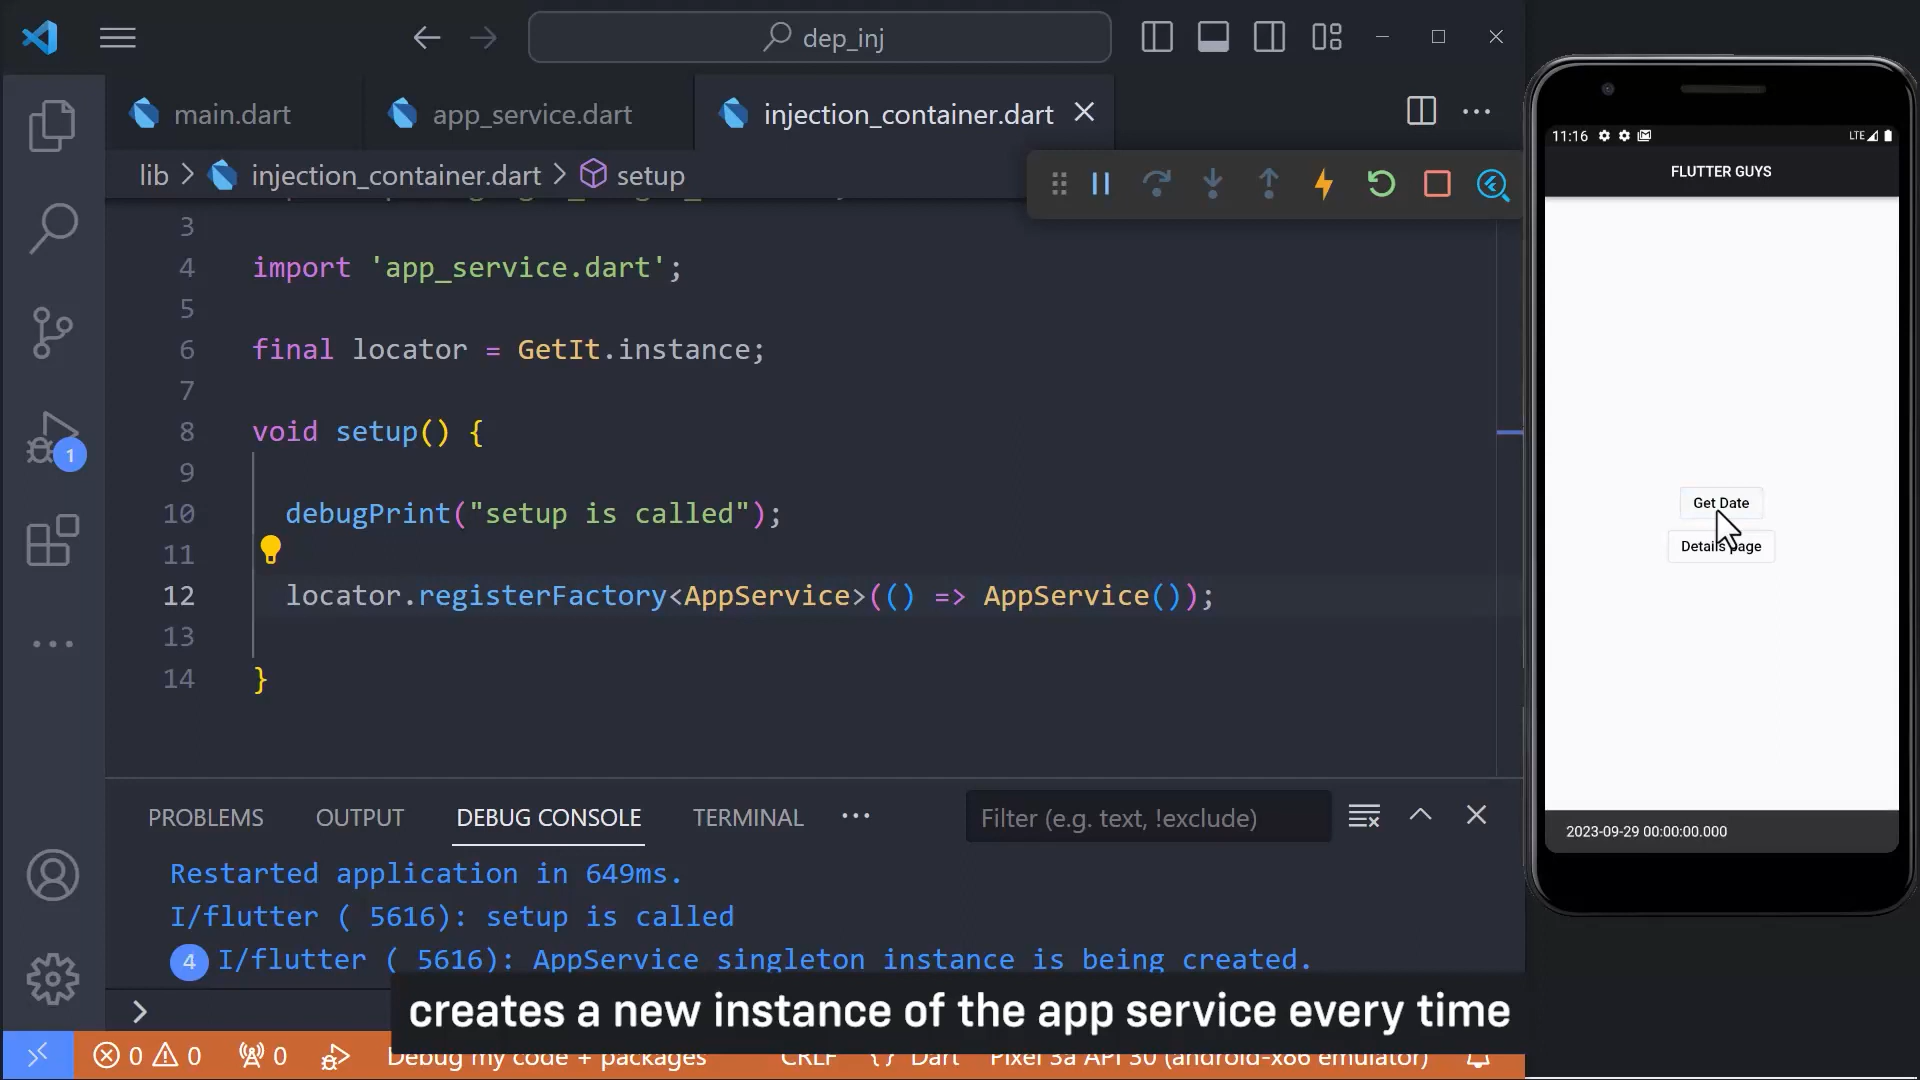 dep_inj
main.dart
app_service.dart
injection_container.dart
lib > injection_container.dart > setup
3
4 import 'app_service.dart';
5
6 final locator = GetIt.instance;
7
8 void setup() {
9
10 debugPrint("setup is called");
11
12 locator.registerFactory<AppService>(() => AppService());
13
14 }
1
PROBLEMS OUTPUT DEBUG CONSOLE TERMINAL
Filter (e.g. text, !exclude)
Restarted application in 649ms.
I/flutter ( 5616): setup is called
4 I/flutter ( 5616): AppService singleton instance is being created.
>
creates a new instance of the app service every time
0 0 0 Debug my code + packages CRLF {} Dart Pixel 3a API 30 (android-x86 emulator)
11:16 LTE
FLUTTER GUYS
Get Date
Details page
2023-09-29 00:00:00.000